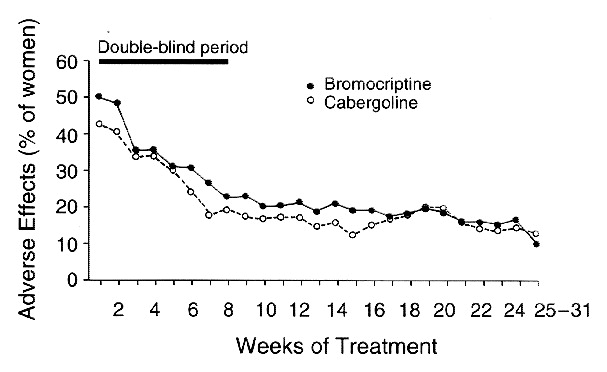 Double-blind period
Bromocriptine
Cabergoline
Adverse Effects (% of women)
60
50
40
30
20
10
0
2 4 6 8 10 12 14 16 18 20 22 24 25–31
Weeks of Treatment